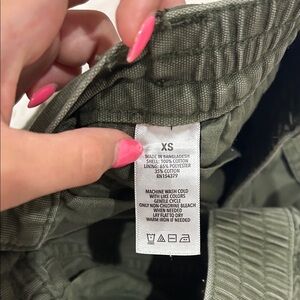 XS
MADE IN BANGLADESH
SHELL: 100% COTTON
LINING: 65% POLYESTER
35% COTTON
RN154379
MACHINE WASH COLD
WITH LIKE COLORS
GENTLE CYCLE
ONLY NON-CHLORINE BLEACH
WHEN NEEDED
LAY FLAT TO DRY
WARM IRON IF NEEDED